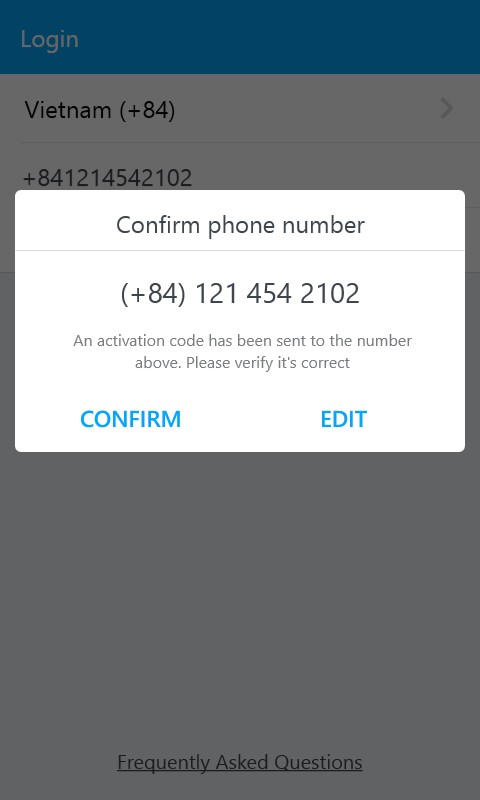 Login
Vietnam (+84)
+841214542102
Confirm phone number
(+84) 121 454 2102
An activation code has been sent to the number
above. Please verify it's correct
CONFIRM EDIT
Frequently Asked Questions